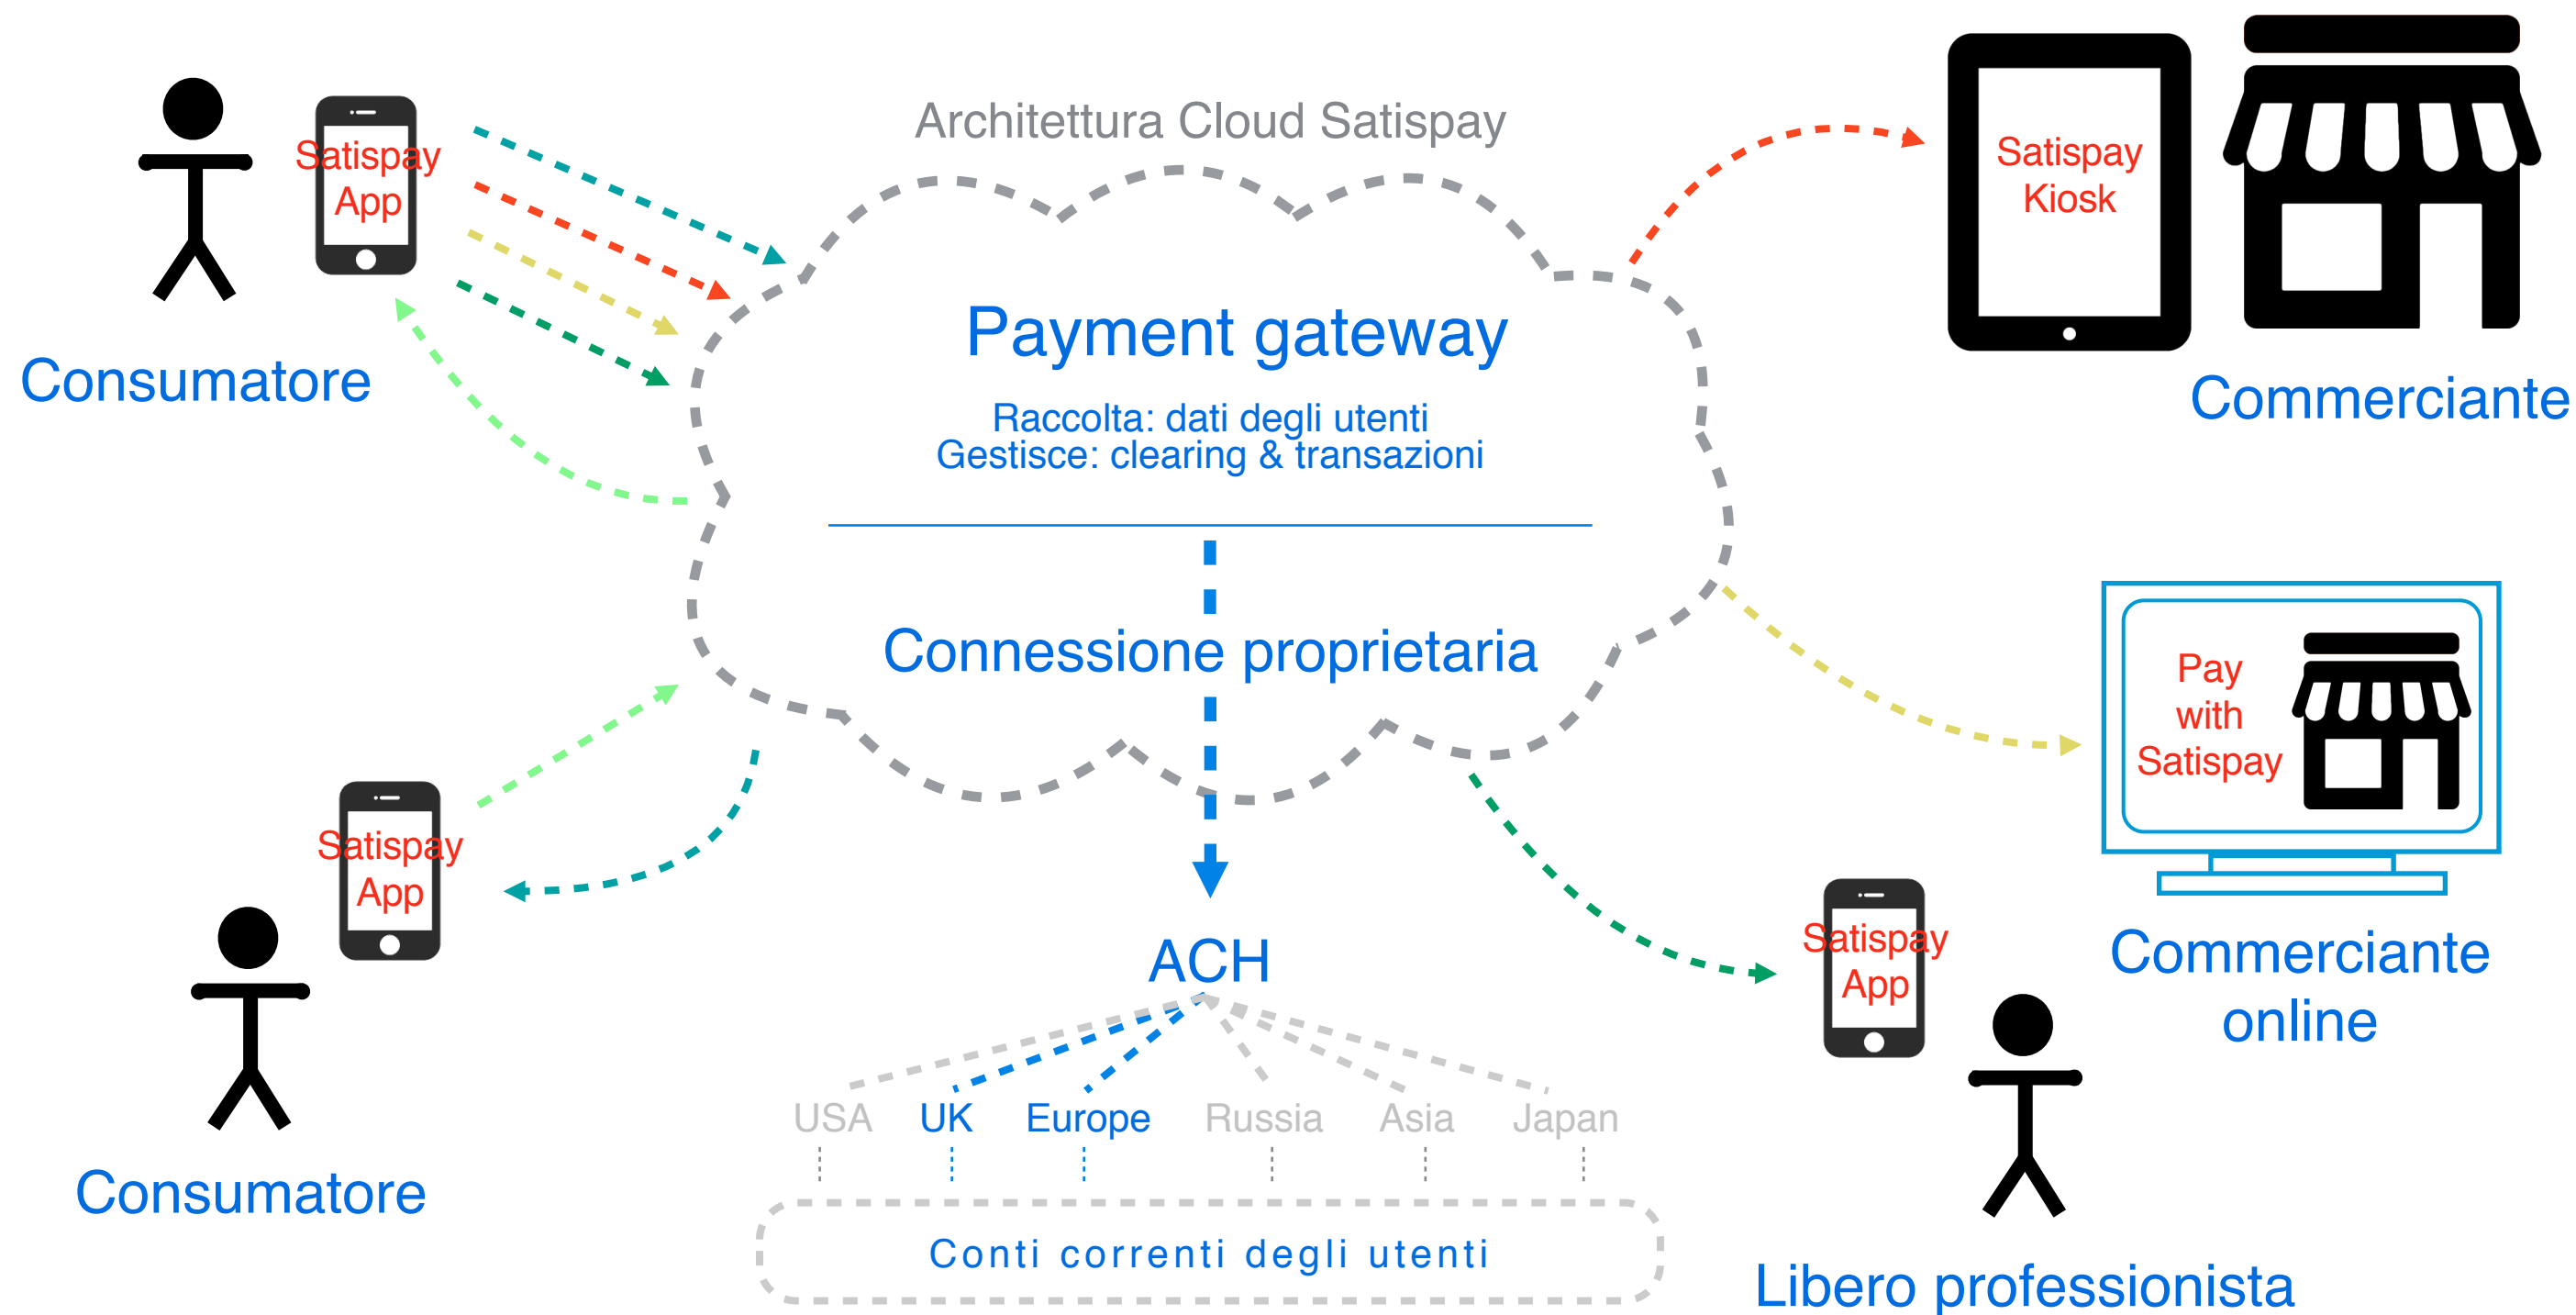 Satispay
App
Consumatore
Architettura Cloud Satispay
Payment gateway
Raccolta: dati degli utenti
Gestisce: clearing & transazioni
Connessione proprietaria
Satispay
Kiosk
Commerciante
Pay
with
Satispay
Commerciante
online
Satispay
App
Consumatore
ACH
USA UK Europe Russia Asia Japan
Conti correnti degli utenti
Satispay
App
Libero professionista